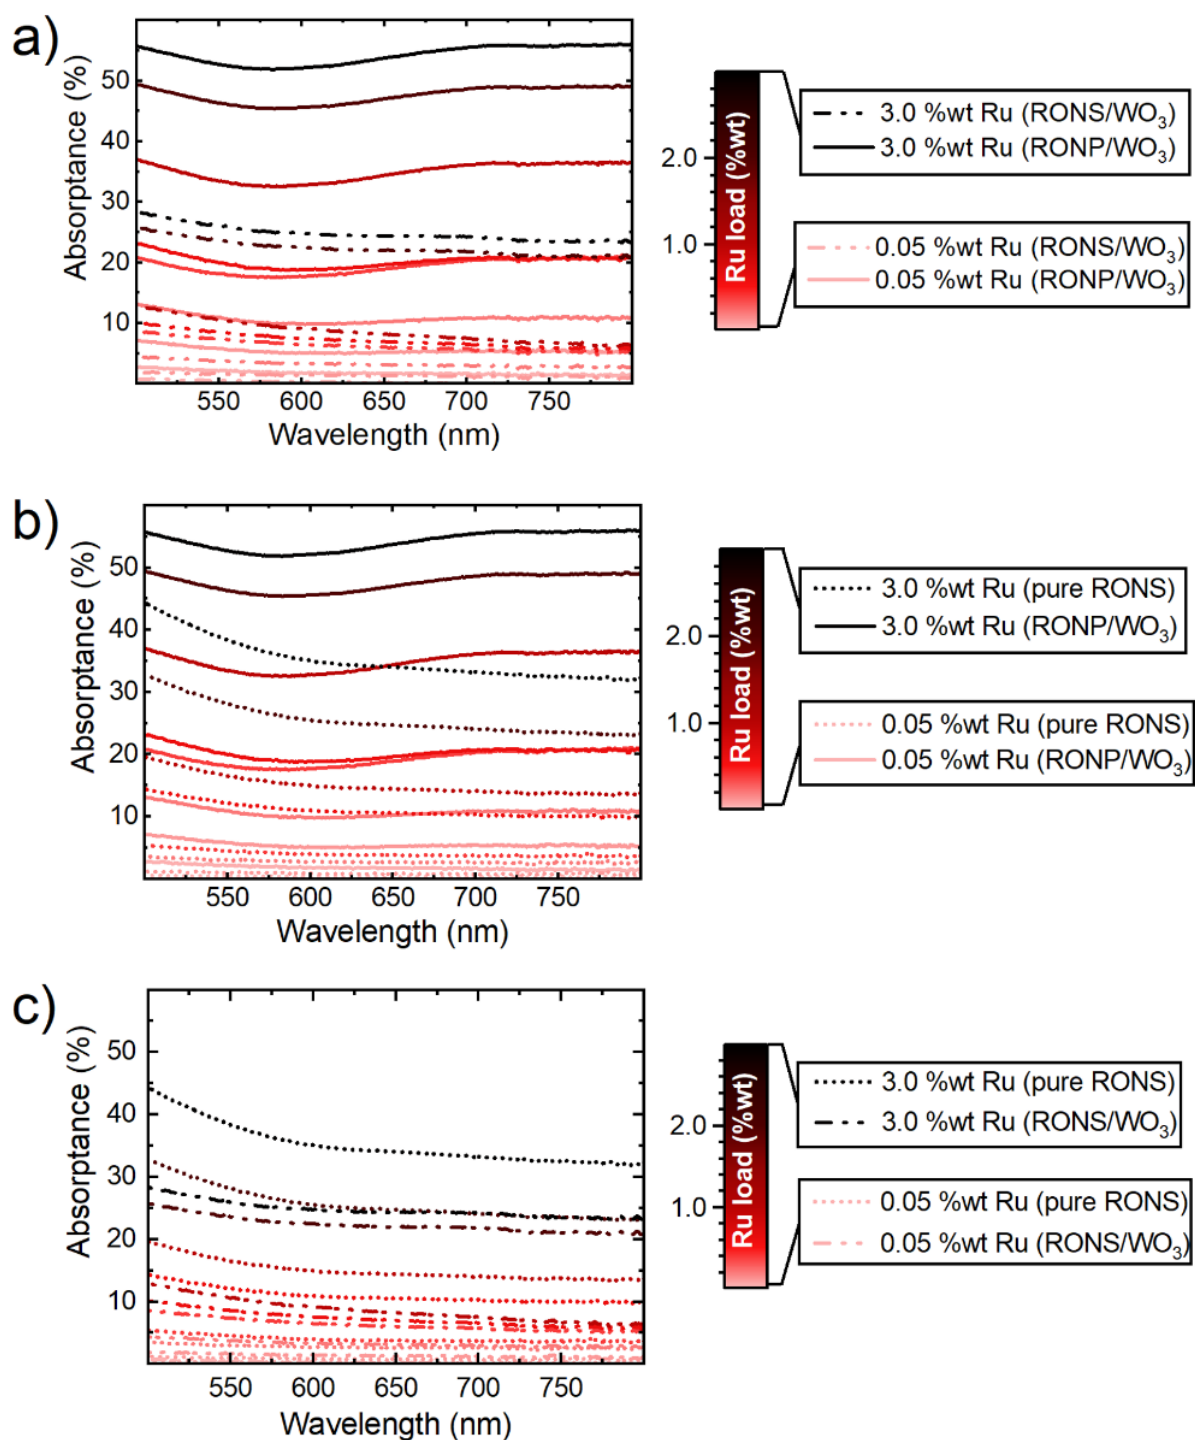 a)
Absorptance (%)
50
40
30
20
10
550 600 650 700 750
Wavelength (nm)
Ru load (%wt)
2.0
1.0
3.0 %wt Ru (RONS/WO₃)
3.0 %wt Ru (RONP/WO₃)
0.05 %wt Ru (RONS/WO₃)
0.05 %wt Ru (RONP/WO₃)
b)
Absorptance (%)
50
40
30
20
10
550 600 650 700 750
Wavelength (nm)
Ru load (%wt)
2.0
1.0
3.0 %wt Ru (pure RONS)
3.0 %wt Ru (RONP/WO₃)
0.05 %wt Ru (pure RONS)
0.05 %wt Ru (RONP/WO₃)
c)
Absorptance (%)
50
40
30
20
10
550 600 650 700 750
Wavelength (nm)
Ru load (%wt)
2.0
1.0
3.0 %wt Ru (pure RONS)
3.0 %wt Ru (RONS/WO₃)
0.05 %wt Ru (pure RONS)
0.05 %wt Ru (RONS/WO₃)